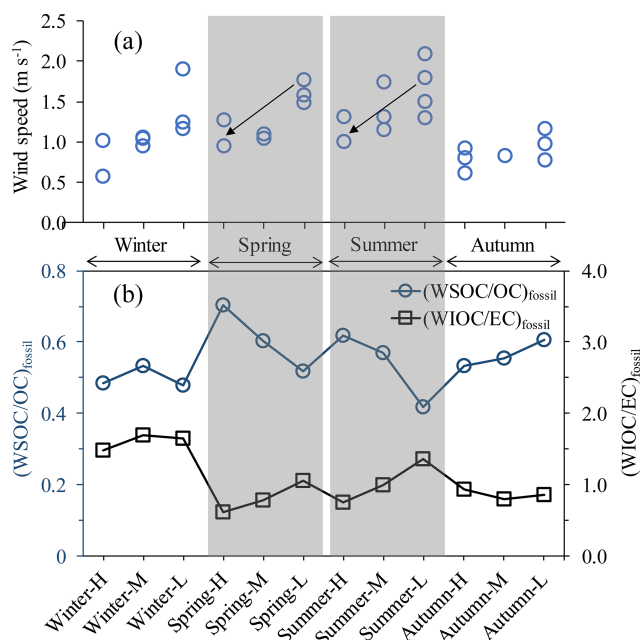 (a)
Wind speed (m s⁻¹)
2.5
2.0
1.5
1.0
0.5
0.0
Winter Spring Summer Autumn
(b)
(WSOC/OC)fossil
(WIOC/EC)fossil
(WSOC/OC)fossil
0.8
0.6
0.4
0.2
0
4.0
3.0
2.0
1.0
0.0
(WIOC/EC)fossil
Winter-H
Winter-M
Winter-L
Spring-H
Spring-M
Spring-L
Summer-H
Summer-M
Summer-L
Autumn-H
Autumn-M
Autumn-L